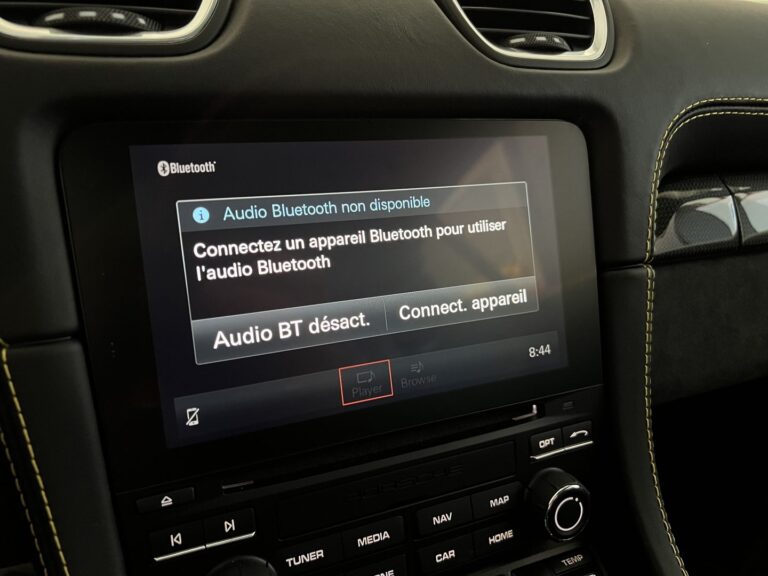 Bluetooth
Audio Bluetooth non disponible
Connectez un appareil Bluetooth pour utiliser
l'audio Bluetooth
Audio BT désact.
Connect. appareil
Player
Browse
8:44
PORSCHE
OPT
TUNER
MEDIA
NAV
MAP
CAR
HOME
TEMP